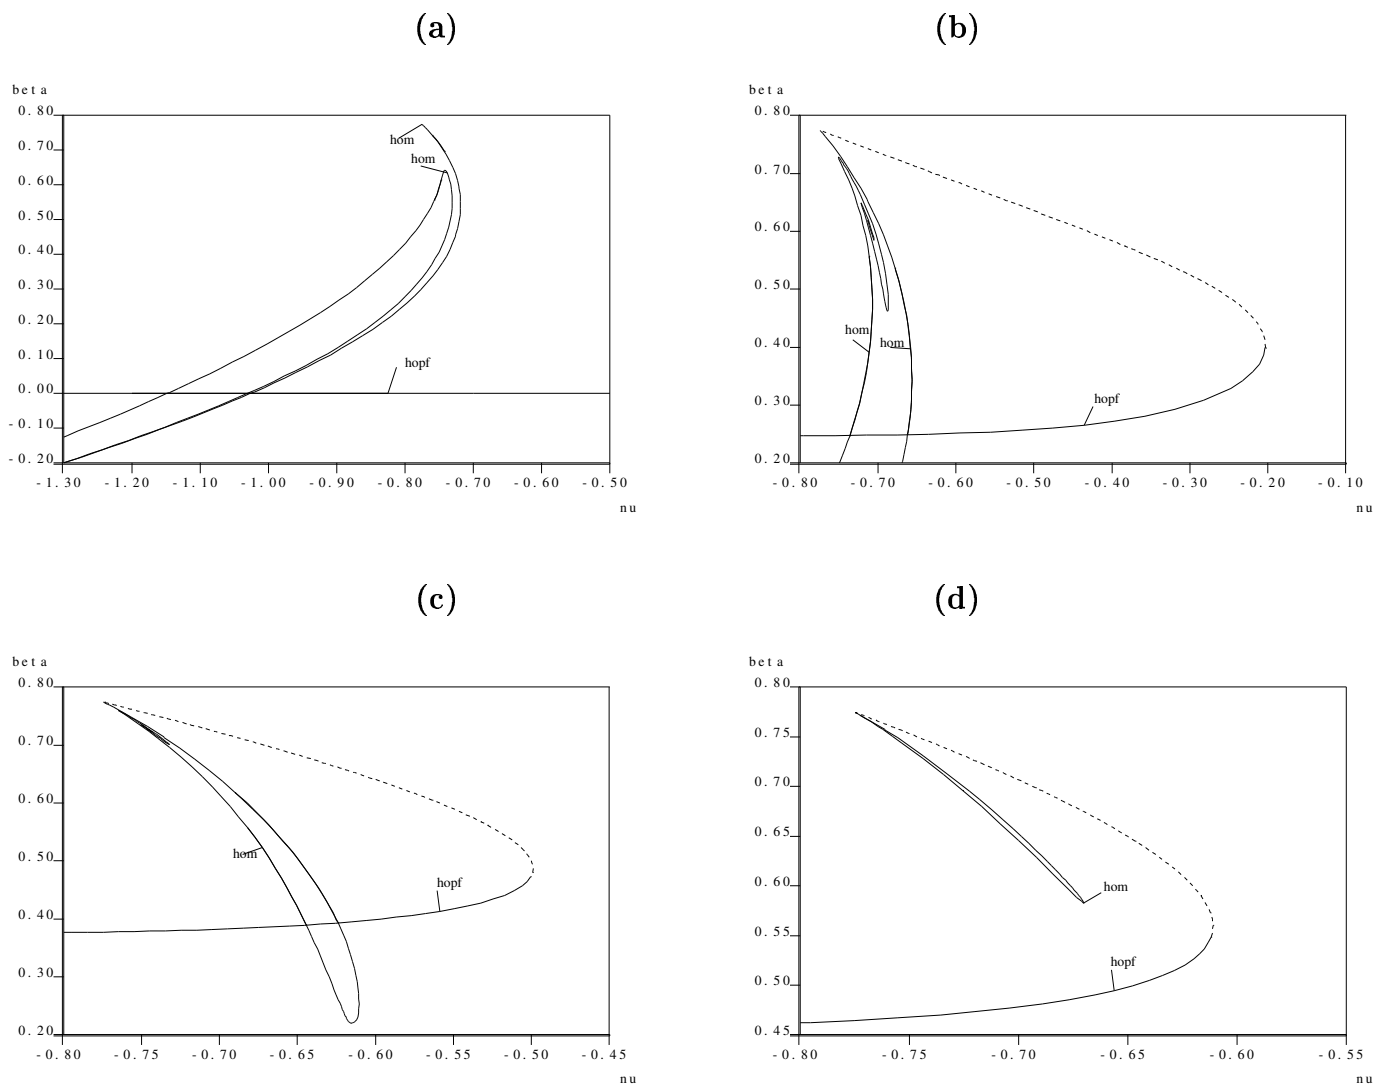 (a)
beta
0.80
0.70
0.60
0.50
0.40
0.30
0.20
0.10
0.00
-0.10
-0.20
hom
hom
hopf
-1.30 -1.20 -1.10 -1.00 -0.90 -0.80 -0.70 -0.60 -0.50
nu
(b)
beta
0.80
0.70
0.60
0.50
0.40
0.30
0.20
hom
hom
hopf
-0.80 -0.70 -0.60 -0.50 -0.40 -0.30 -0.20 -0.10
nu
(c)
beta
0.80
0.70
0.60
0.50
0.40
0.30
0.20
hom
hopf
-0.80 -0.75 -0.70 -0.65 -0.60 -0.55 -0.50 -0.45
nu
(d)
beta
0.80
0.75
0.70
0.65
0.60
0.55
0.50
0.45
hom
hopf
-0.80 -0.75 -0.70 -0.65 -0.60 -0.55
nu